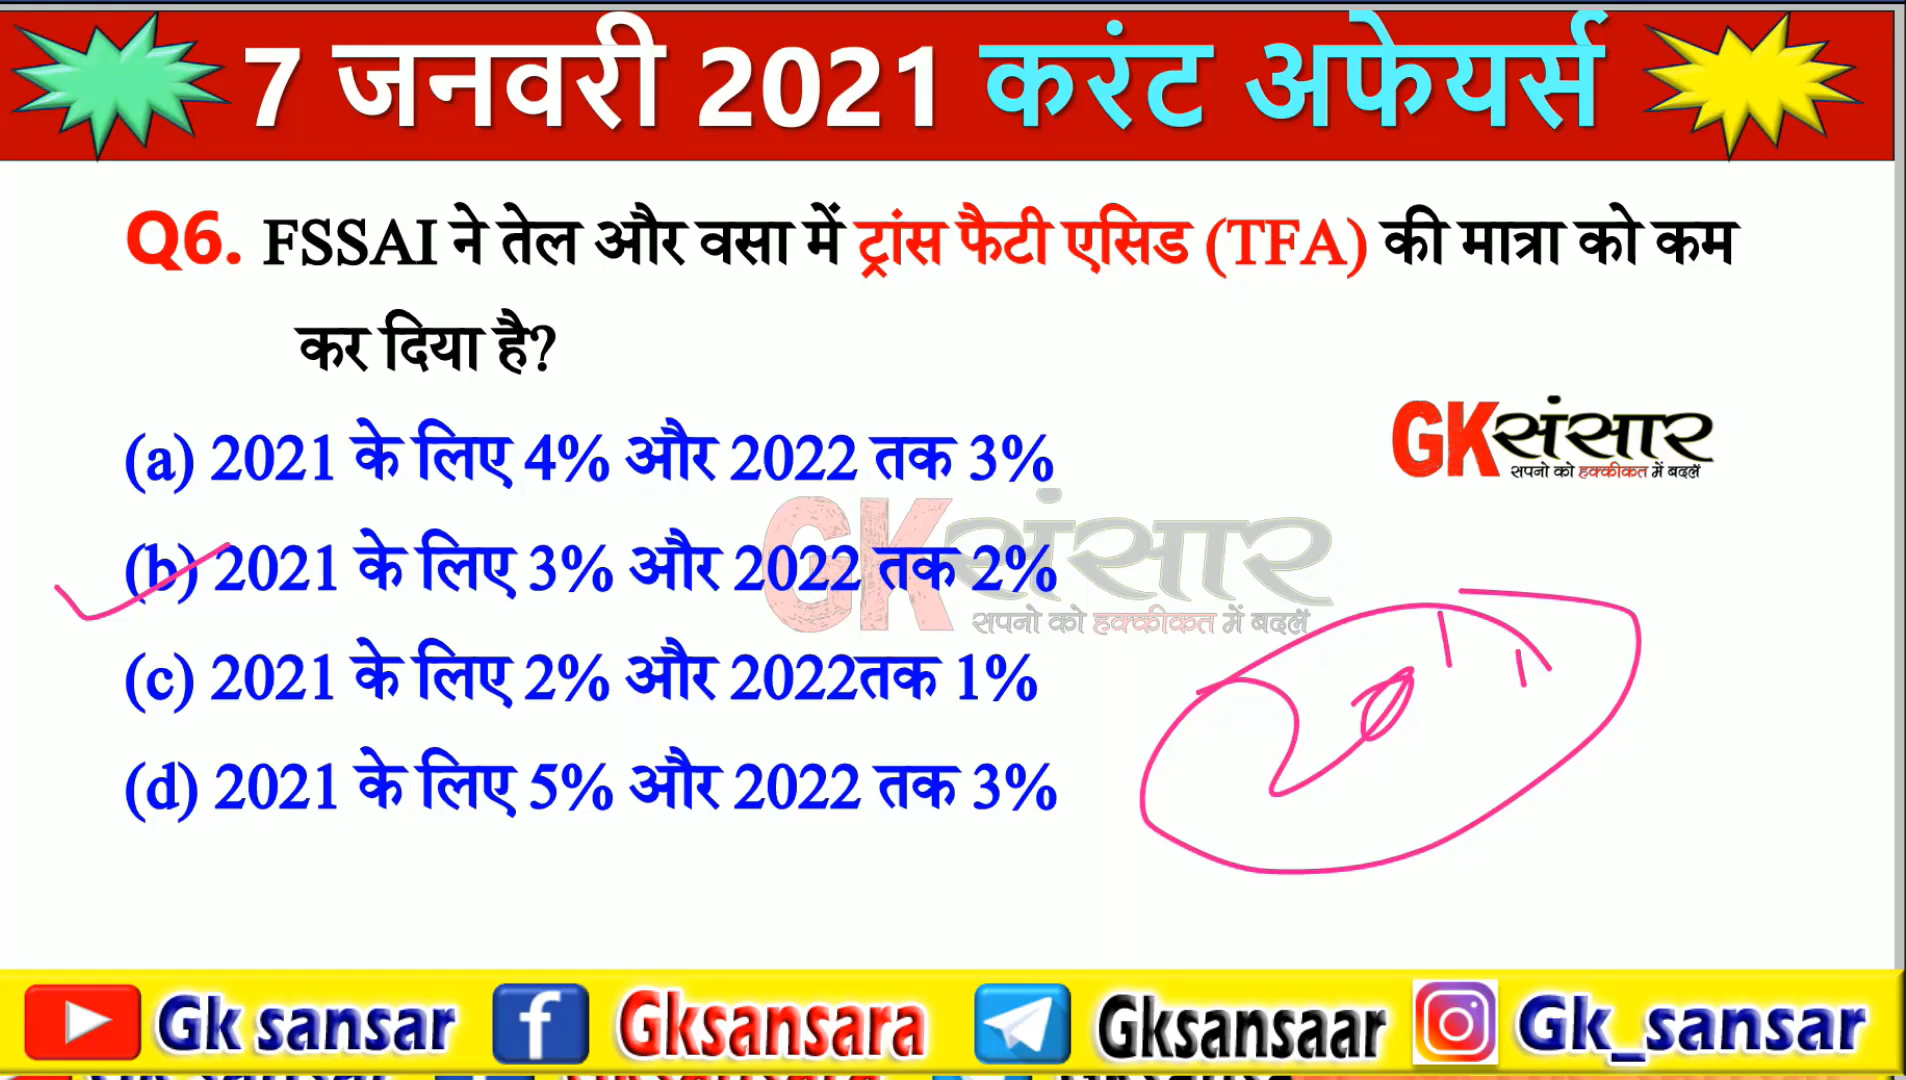 7 जनवरी 2021 करंट अफेयर्स
Q6. FSSAI ने तेल और वसा में ट्रांस फैटी एसिड (TFA) की मात्रा को कम
कर दिया है?
GKसंसार
सपनो को हक्कीकत में बदलें
(a) 2021 के लिए 4% और 2022 तक 3%
(b) 2021 के लिए 3% और 2022 तक 2%
GKसंसार
सपनो को हक्कीकत में बदलें
(c) 2021 के लिए 2% और 2022तक 1%
(d) 2021 के लिए 5% और 2022 तक 3%
Gk sansar Gksansara Gksansaar Gk_sansar